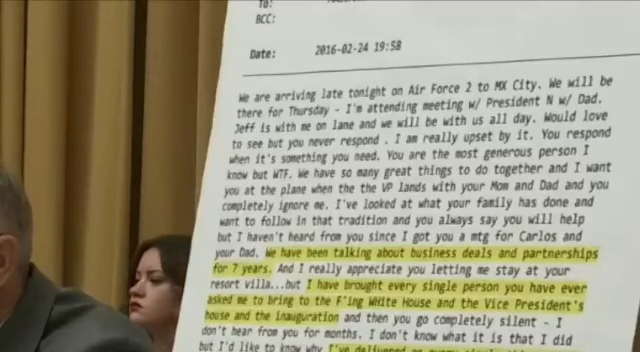 To:
BCC:
Date: 2016-02-24 19:58
We are arriving late tonight on Air Force 2 to MX City. We will be
there for Thursday - I'm attending meeting w/ President N w/ Dad.
Jeff is with me on lane and we will be with us all day. Would love
to see but you never respond . I am really upset by it. You respond
when it's something you need. You are the most generous person I
know but WTF. We have so many great things to do together and I want
you at the plane when the the VP lands with your Mom and Dad and you
completely ignore me. I've looked at what your family has done and
want to follow in that tradition and you always say you will help
but I haven't heard from you since I got you a mtg for Carlos and
your Dad. We have been talking about business deals and partnerships
for 7 years. And I really appreciate you letting me stay at your
resort villa...but I have brought every single person you have ever
asked me to bring to the F'ing White House and the Vice President's
house and the inauguration and then you go completely silent - I
don't hear from you for months. I don't know what it is that I did
but I'd like to know why I've delivered on every single